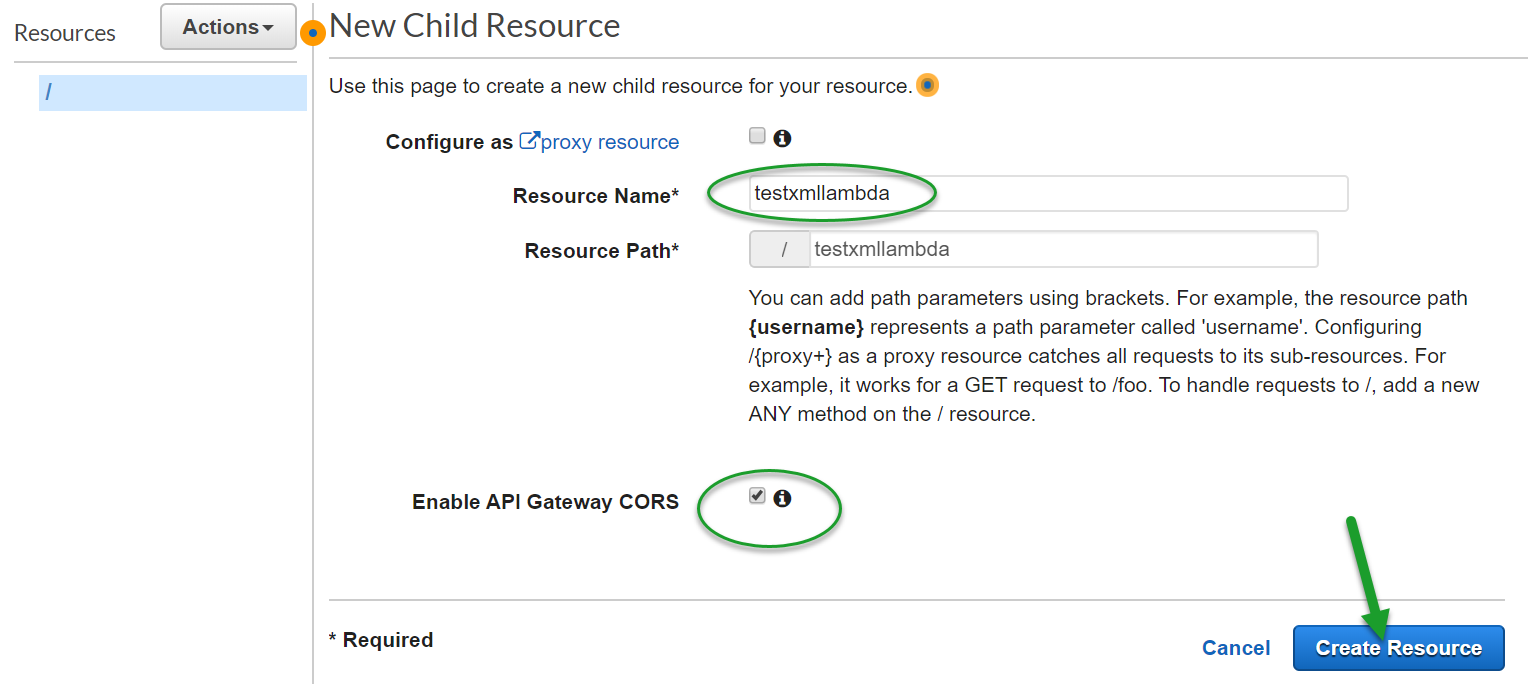 Resources
Actions
/
New Child Resource
Use this page to create a new child resource for your resource.
Configure as proxy resource
Resource Name*
testxmllambda
Resource Path*
/ testxmllambda
You can add path parameters using brackets. For example, the resource path
{username} represents a path parameter called 'username'. Configuring
/{proxy+} as a proxy resource catches all requests to its sub-resources. For
example, it works for a GET request to /foo. To handle requests to /, add a new
ANY method on the / resource.
Enable API Gateway CORS
* Required
Cancel
Create Resource